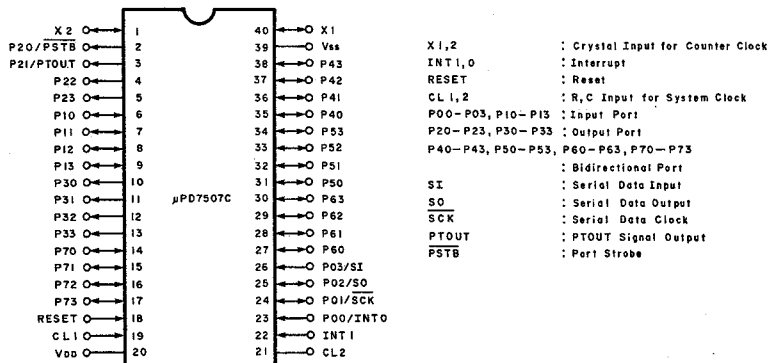 X2 1 40 X1
P20/PSTB 2 39 Vss
P21/PTOUT 3 38 P43
P22 4 37 P42
P23 5 36 P41
P10 6 35 P40
P11 7 34 P53
P12 8 33 P52
P13 9 32 P51
P30 10 31 P50
P31 11 µPD7507C 30 P63
P32 12 29 P62
P33 13 28 P61
P70 14 27 P60
P71 15 26 P03/SI
P72 16 25 P02/SO
P73 17 24 P01/SCK
RESET 18 23 P00/INT0
CL1 19 22 INT1
VDD 20 21 CL2
X1,2 : Crystal Input for Counter Clock
INT1,0 : Interrupt
RESET : Reset
CL1,2 : R,C Input for System Clock
P00-P03, P10-P13 : Input Port
P20-P23, P30-P33 : Output Port
P40-P43, P50-P53, P60-P63, P70-P73
: Bidirectional Port
SI : Serial Data Input
SO : Serial Data Output
SCK : Serial Data Clock
PTOUT : PTOUT Signal Output
PSTB : Port Strobe